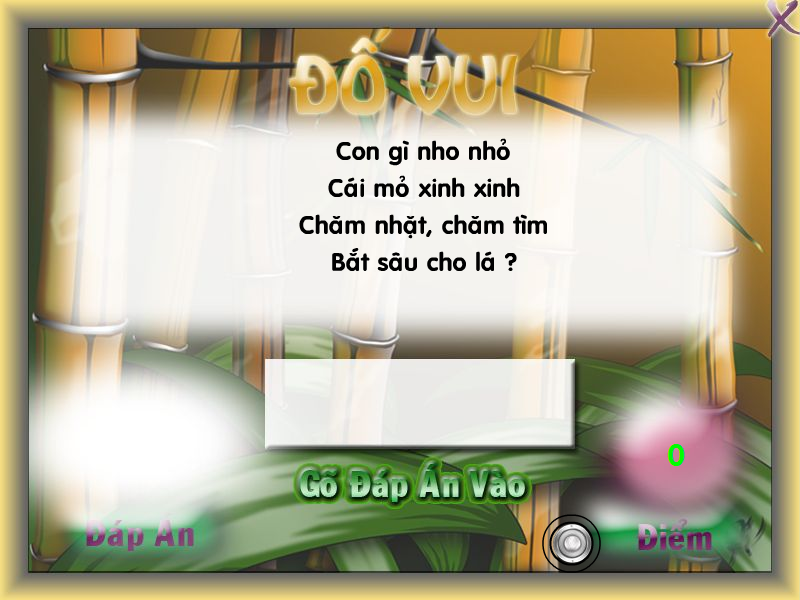 ĐỐ VUI
Con gì nho nhỏ
Cái mỏ xinh xinh
Chăm nhặt, chăm tìm
Bắt sâu cho lá ?
Gõ Đáp Án Vào
0
Đáp Án
Điểm